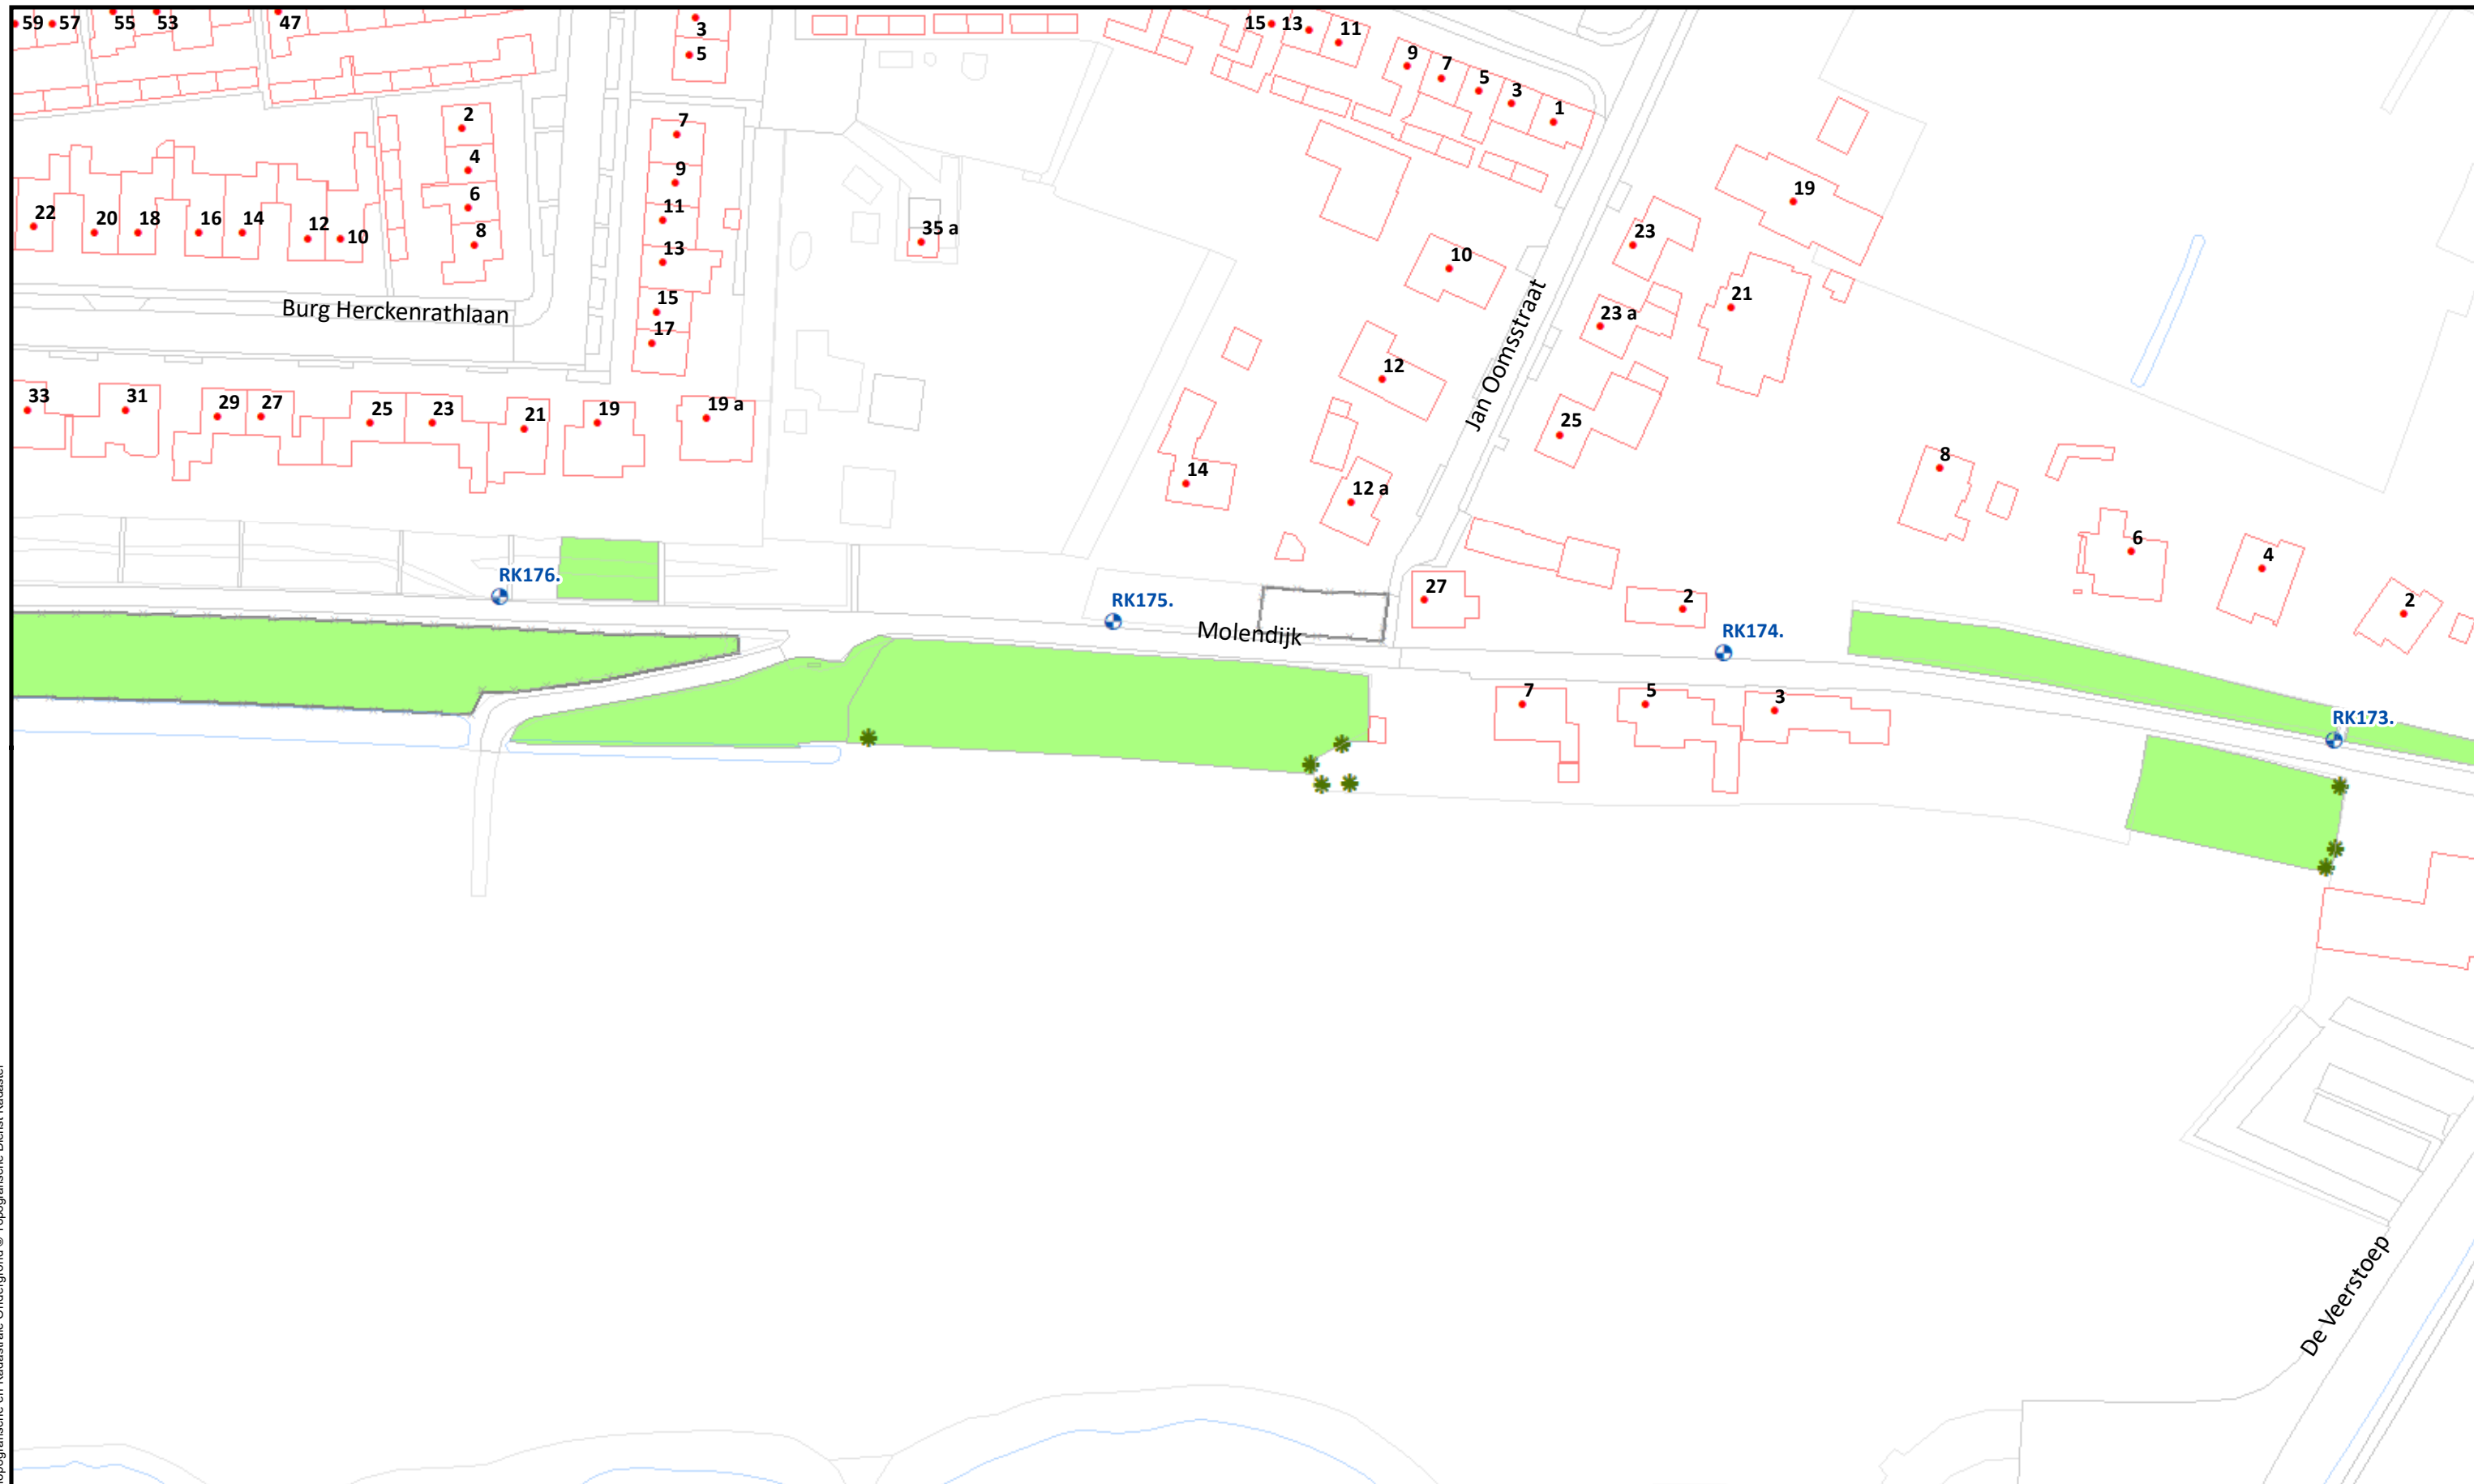 59 57 55 53 47 3 15 13 11
5 9 7 5 3 1
2 7
4 9 19
22 20 18 16 14 12 10 6 8 11 35 a 23
13 10
Burg Herckenrathlaan 15 21
17 23 a
Jan Oomsstraat
12
33 31 29 27 25 23 21 19 19 a 25
14 12 a 8
6 4
RK176. 27 2 2
RK175.
Molendijk RK174.
7 5 3
RK173.
De Veerstoep